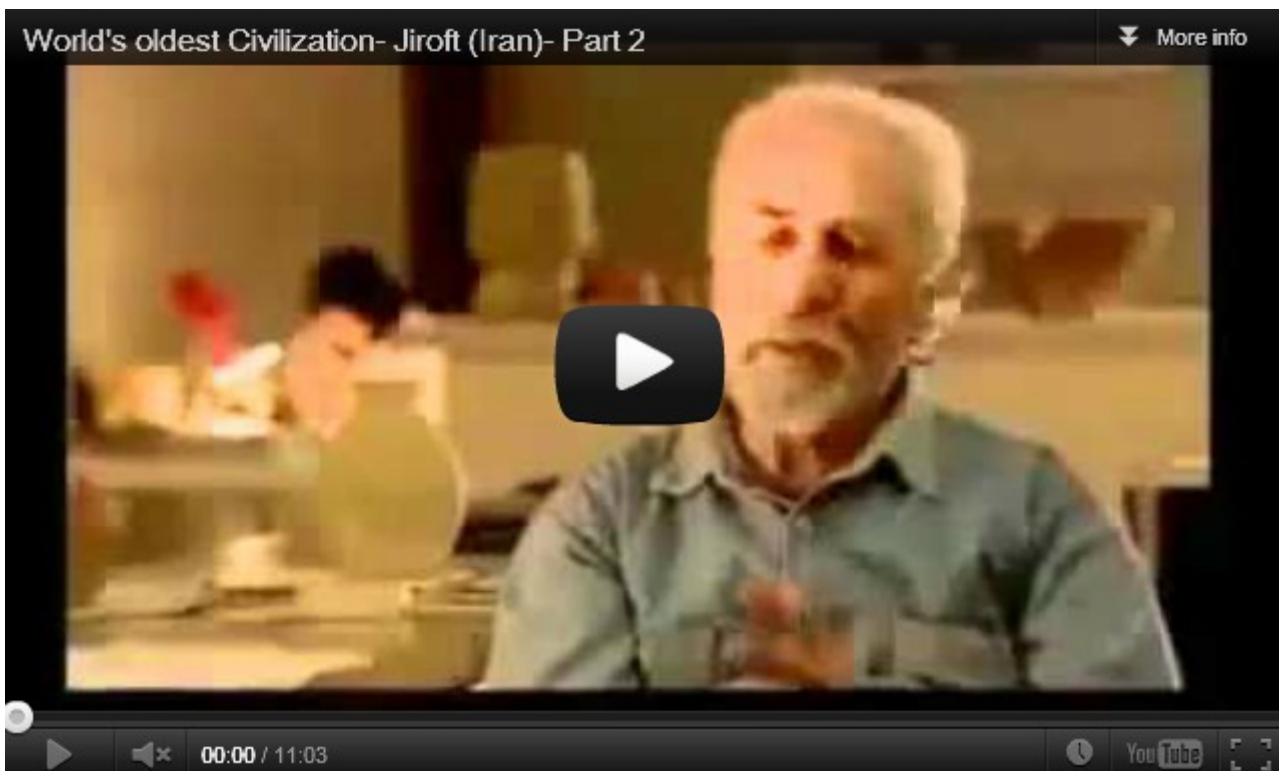 World's oldest Civilization- Jiroft (Iran)- Part 2
More info
00:00 / 11:03
YouTube